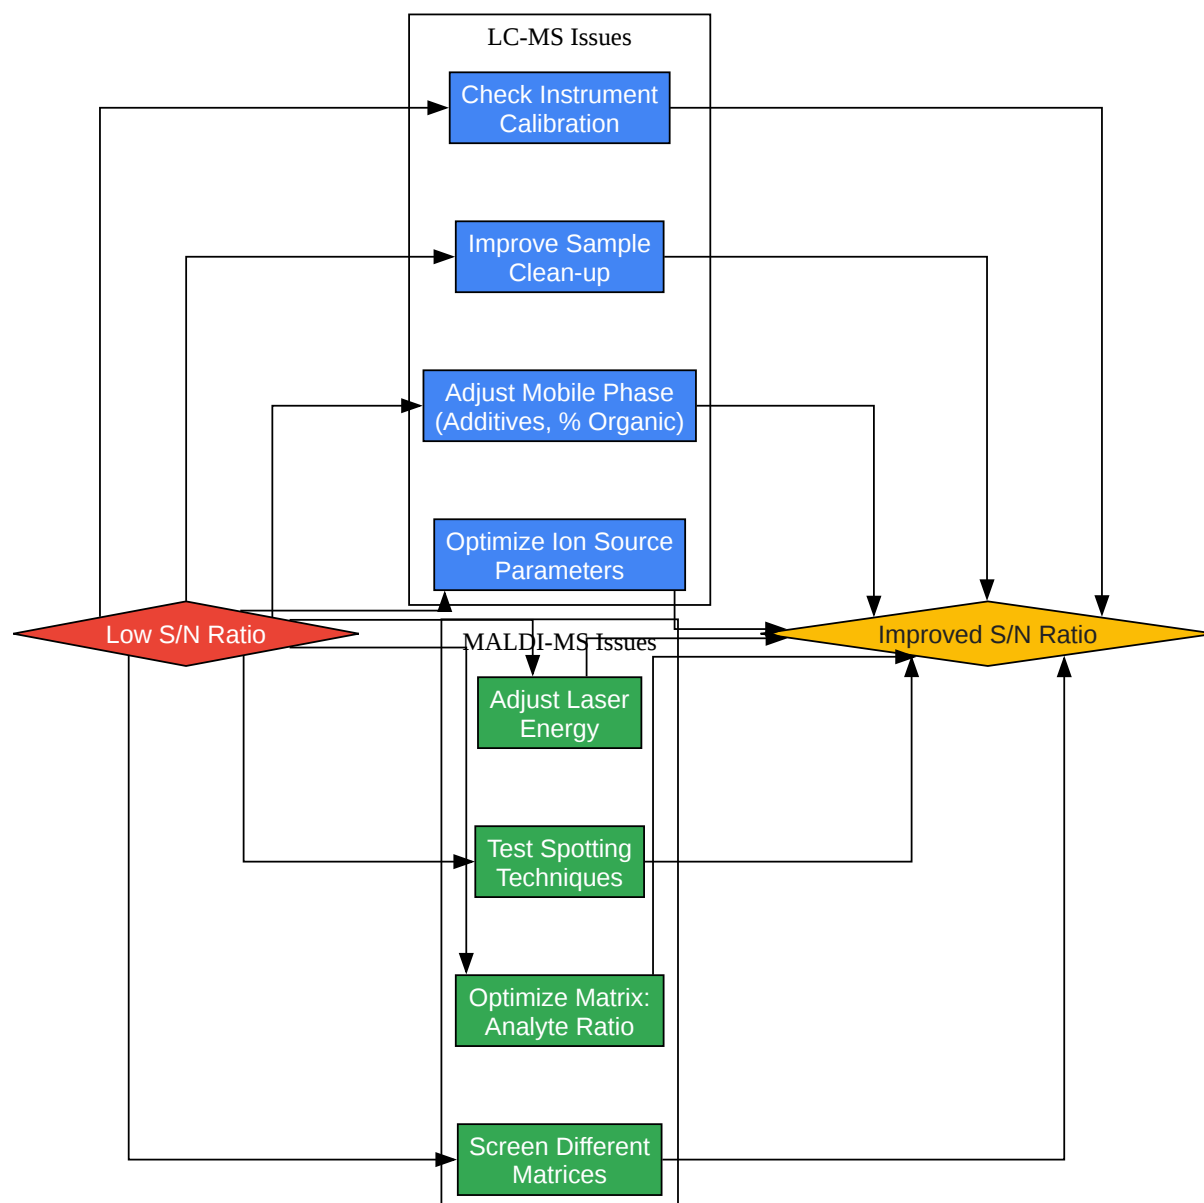 LC-MS Issues
Check Instrument
Calibration
Improve Sample
Clean-up
Adjust Mobile Phase
(Additives, % Organic)
Optimize Ion Source
Parameters
Low S/N Ratio
Improved S/N Ratio
MALDI-MS Issues
Adjust Laser
Energy
Test Spotting
Techniques
Optimize Matrix:
Analyte Ratio
Screen Different
Matrices